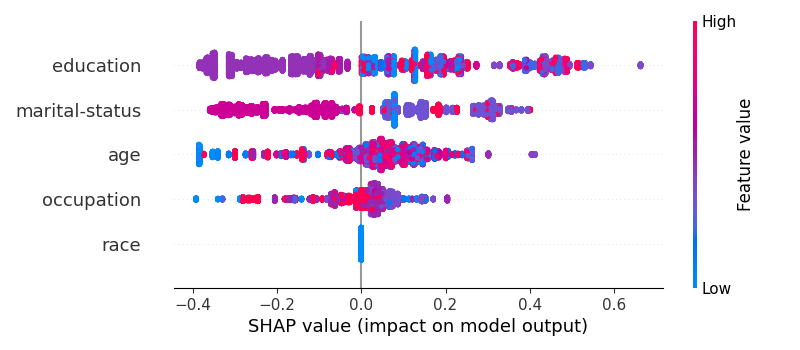 High
education
marital-status
age
occupation
race
Feature value
Low
−0.4 −0.2 0.0 0.2 0.4 0.6
SHAP value (impact on model output)